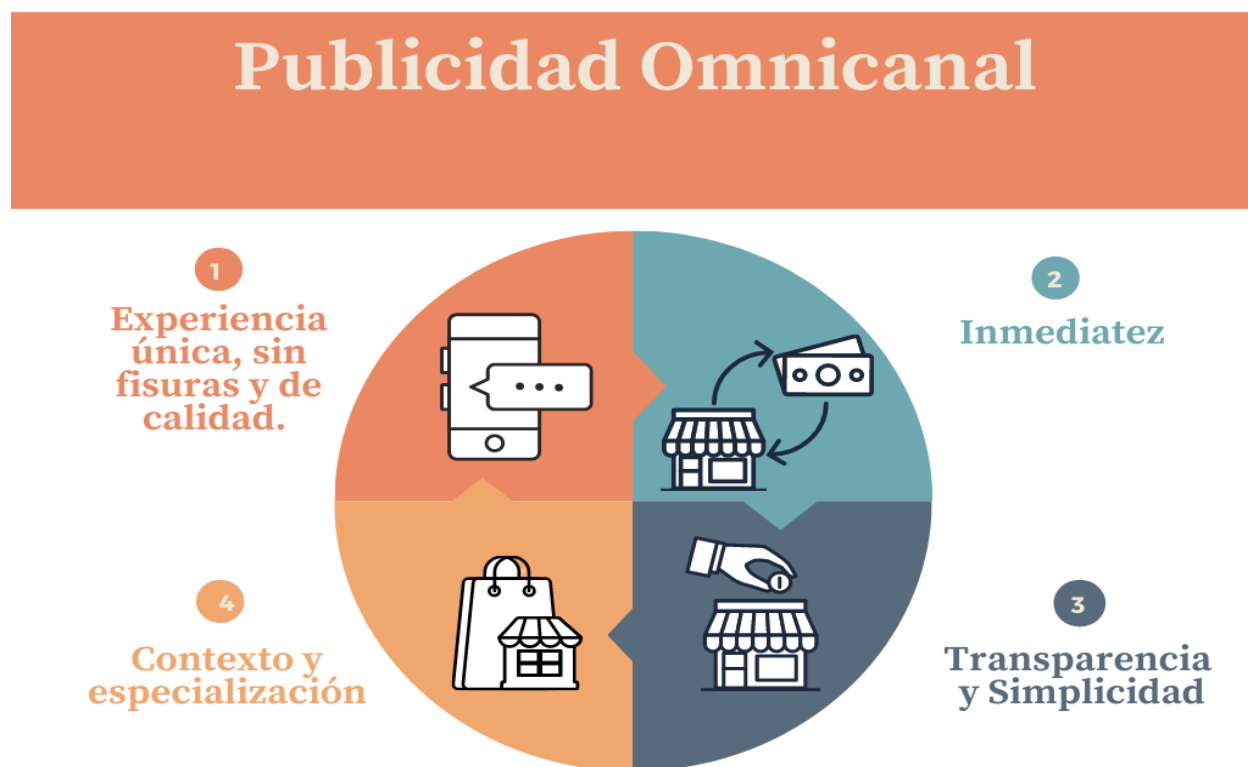 Publicidad Omnicanal
1
Experiencia
única, sin
fisuras y de
calidad.
2
Inmediatez
3
Transparencia
y Simplicidad
4
Contexto y
especialización